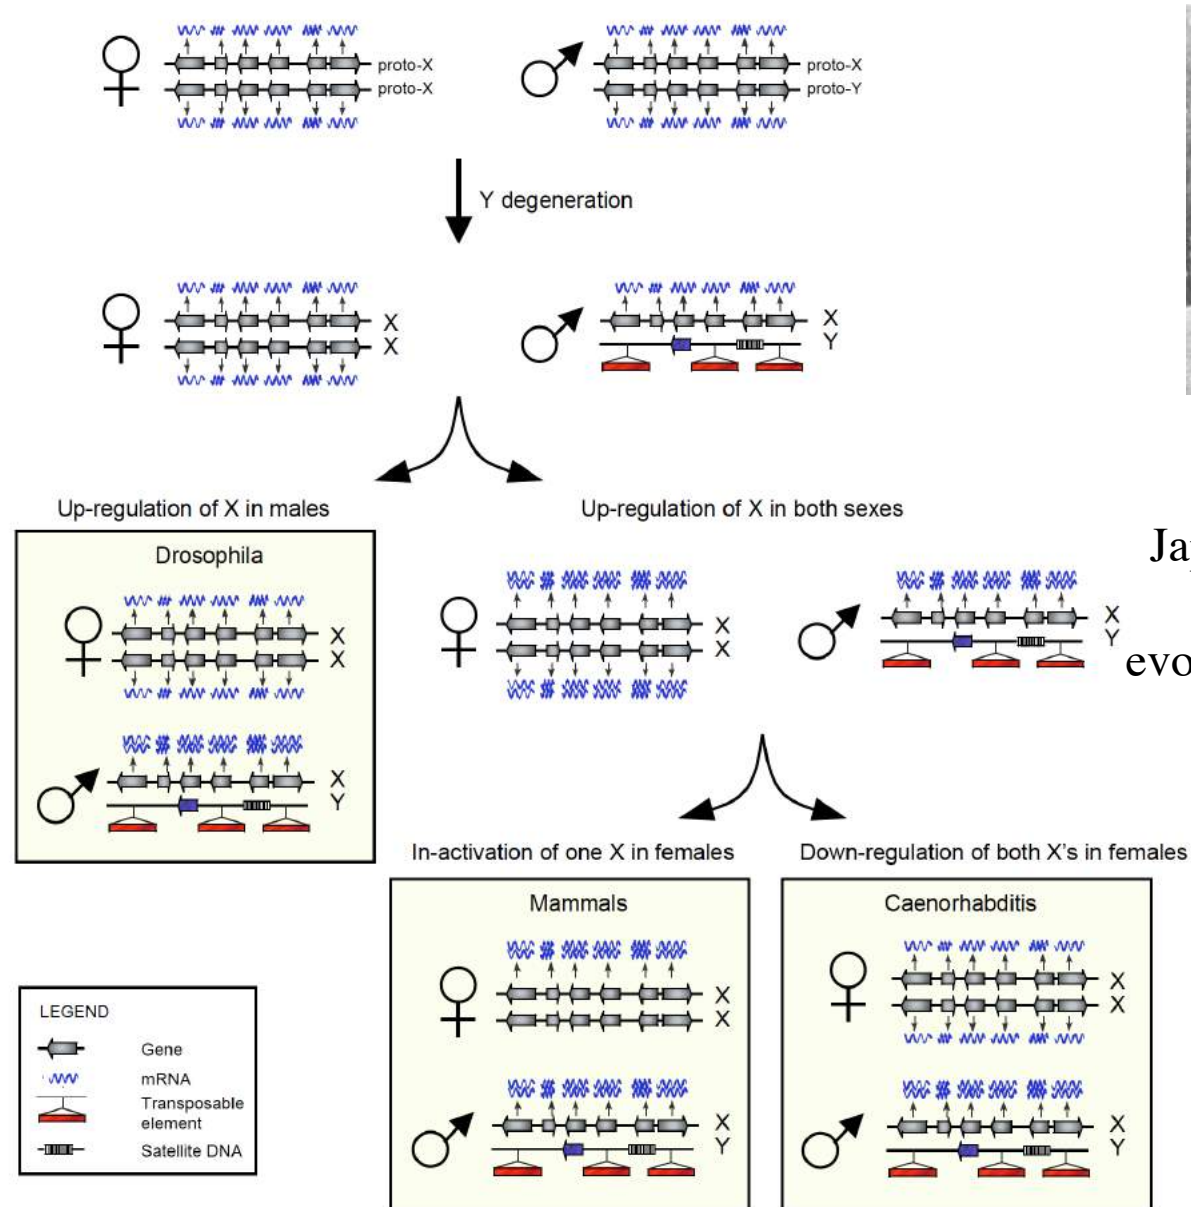 proto-X
proto-X
proto-X
proto-Y
Y degeneration
X
X
X
Y
Up-regulation of X in males
Up-regulation of X in both sexes
Drosophila
X
X
X
Y
X
X
X
Y
In-activation of one X in females
Down-regulation of both X's in females
Mammals
X
X
X
Y
Caenorhabditis
X
X
X
Y
LEGEND
Gene
mRNA
Transposable
element
Satellite DNA